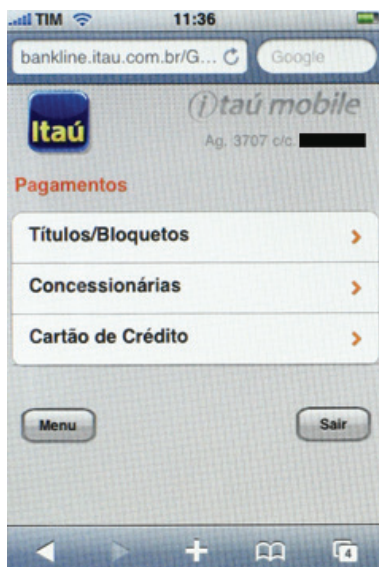 TIM 11:36
bankline.itau.com.br/G... Google
Itaú
itaú mobile
Ag. 3707 c/c.
Pagamentos
Títulos/Bloquetos
Concessionárias
Cartão de Crédito
Menu Sair
4